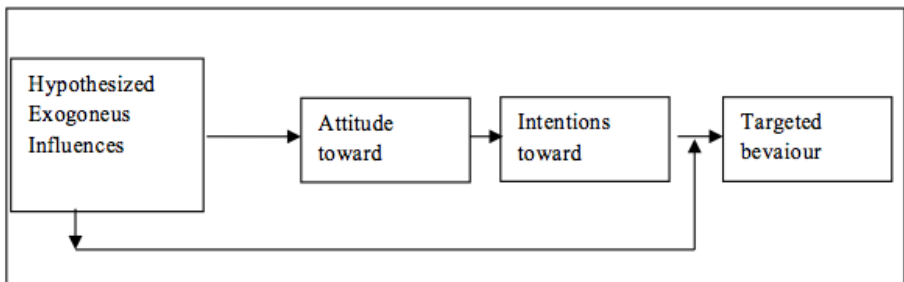 Hypothesized
Exogoneus
Influences
Attitude
toward
Intentions
toward
Targeted
bevaiour